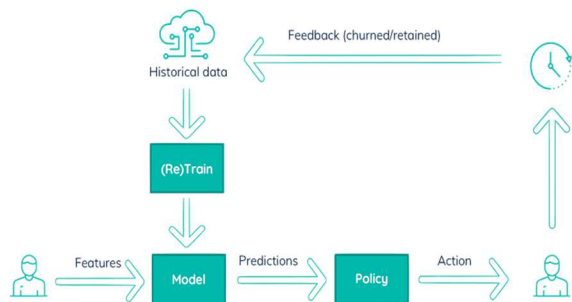 Feedback (churned/retained)
Historical data
(Re)Train
Features
Model
Predictions
Policy
Action